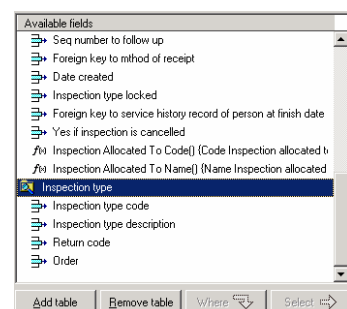 Available fields
Seq number to follow up
Foreign key to mthod of receipt
Date created
Inspection type locked
Foreign key to service history record of person at finish date
Yes if inspection is cancelled
f(x) Inspection Allocated To Code() {Code Inspection allocated t
f(x) Inspection Allocated To Name() {Name Inspection allocated
Inspection type
Inspection type code
Inspection type description
Return code
Order
Add table Remove table Where Select